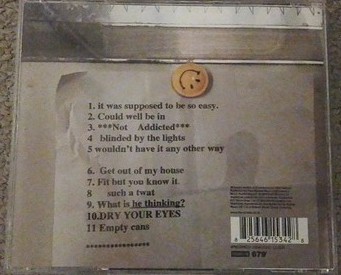 1. it was supposed to be so easy.
2. Could well be in
3. ***Not Addicted***
4 blinded by the lights
5 wouldn't have it any other way
6. Get out of my house
7. Fit but you know it.
8 such a twat
9. What is he thinking?
10.DRY YOUR EYES
11 Empty cans
******************
25646 15342
679